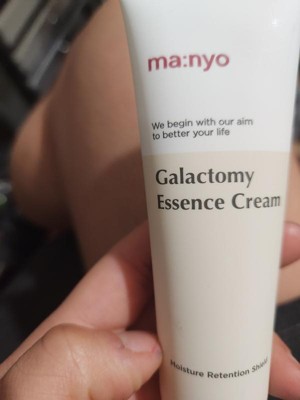 ma:nyo
We begin with our aim
to better your life
Galactomy
Essence Cream
Moisture Retention Shield